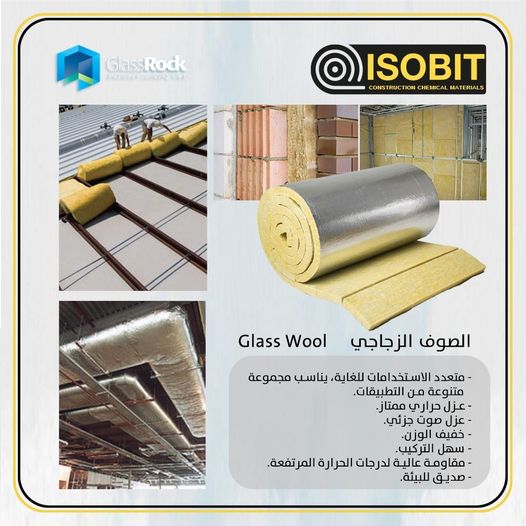 GlassRock
ISOBIT
CONSTRUCTION CHEMICAL MATERIALS
الصوف الزجاجي Glass Wool
- متعدد الاستخدامات للغاية، يناسب مجموعة
متنوعة من التطبيقات.
- عزل حراري ممتاز.
- عزل صوت جزئي.
- خفيف الوزن.
- سهل التركيب.
- مقاومة عالية لدرجات الحرارة المرتفعة.
- صديق للبيئة.